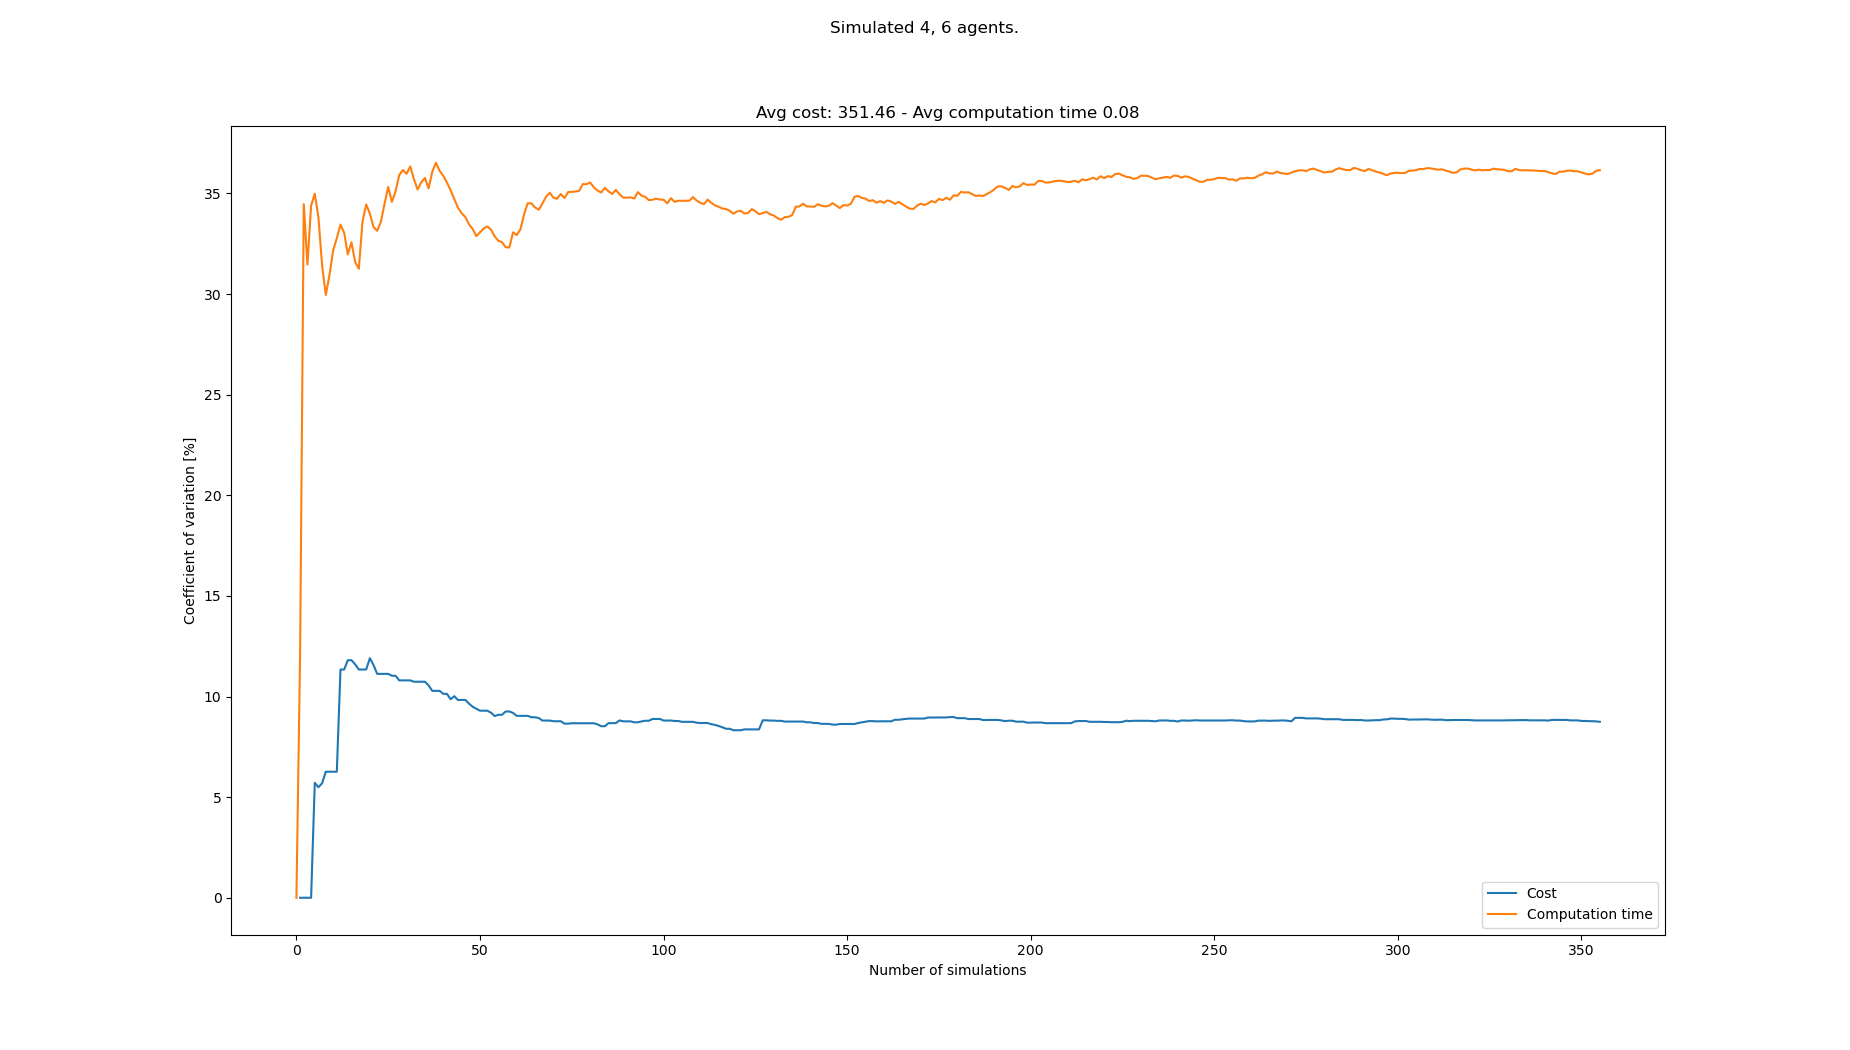 Simulated 4, 6 agents.
Avg cost: 351.46 - Avg computation time 0.08
Coefficient of variation [%]
35
30
25
20
15
10
5
0
0 50 100 150 200 250 300 350
Number of simulations
Cost
Computation time